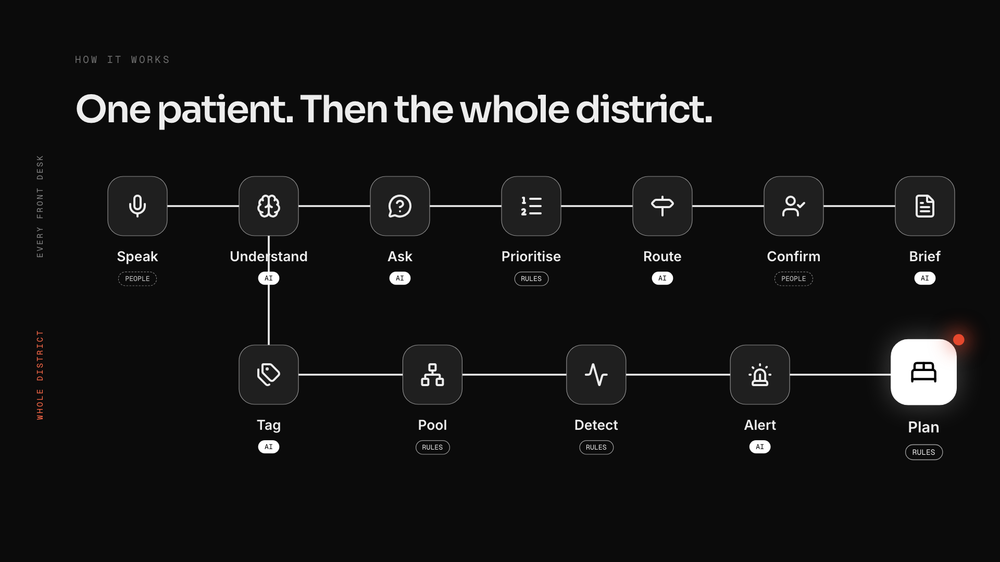 HOW IT WORKS
One patient. Then the whole district.
EVERY FRONT DESK
Speak
Understand
Ask
Prioritise
Route
Confirm
Brief
PEOPLE
AI
AI
RULES
AI
PEOPLE
AI
WHOLE DISTRICT
Tag
Pool
Detect
Alert
Plan
AI
RULES
RULES
AI
RULES